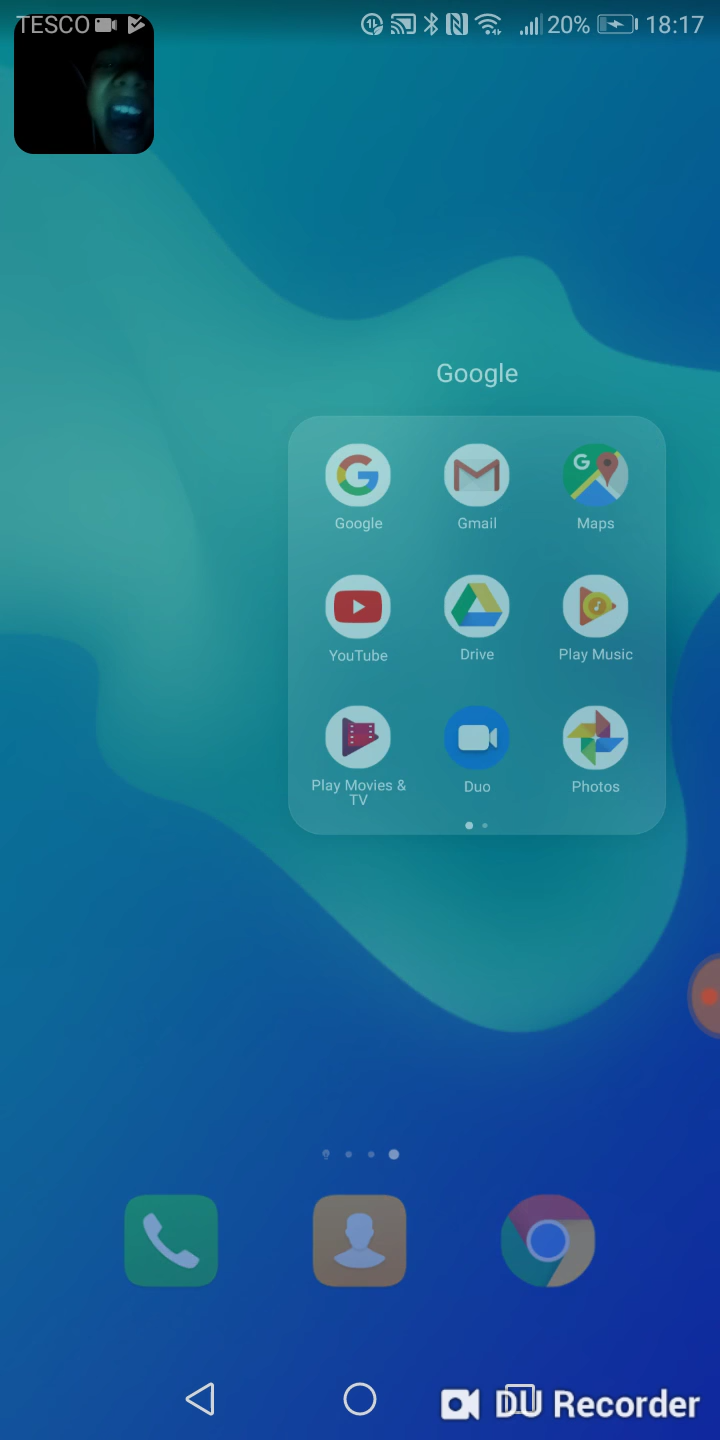 TESCO 20% 18:17
Google
Google Gmail Maps
YouTube Drive Play Music
Play Movies & TV Duo Photos
DU Recorder